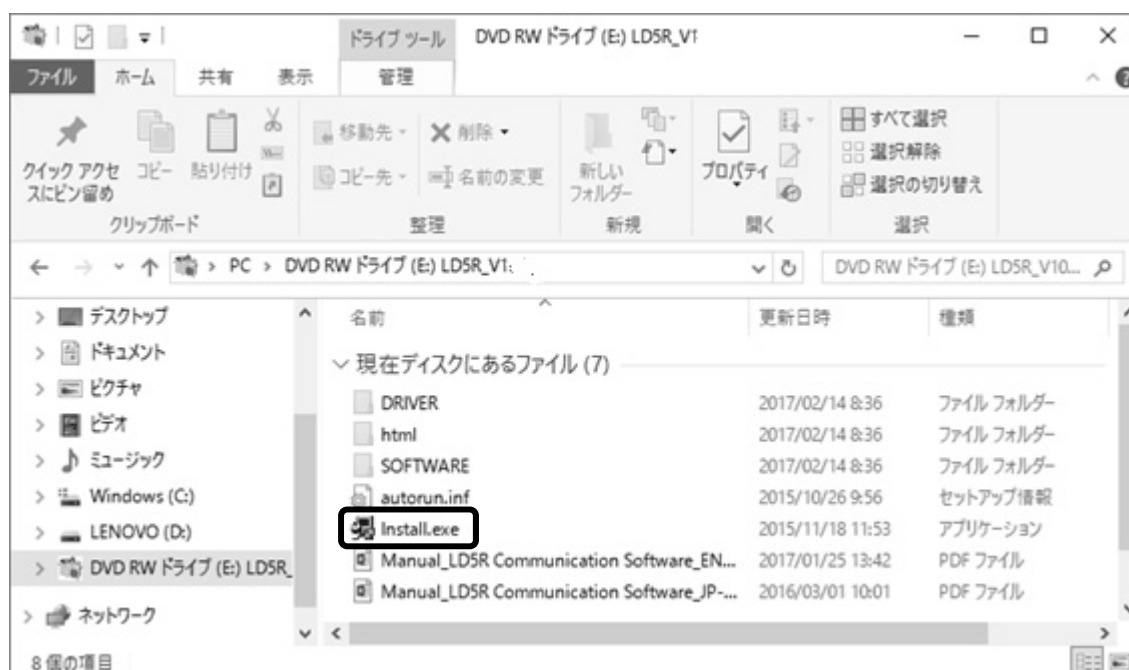 ドライブ ツール DVD RW ドライブ (E:) LD5R_V1
ファイル ホーム 共有 表示 管理
クイック アクセスにピン留め
コピー
貼り付け
クリップボード
移動先
コピー先
削除
名前の変更
整理
新しいフォルダー
新規
プロパティ
開く
すべて選択
選択解除
選択の切り替え
選択
PC > DVD RW ドライブ (E:) LD5R_V1
DVD RW ドライブ (E:) LD5R_V10...
デスクトップ
ドキュメント
ピクチャ
ビデオ
ミュージック
Windows (C:)
LENOVO (D:)
DVD RW ドライブ (E:) LD5R_
ネットワーク
名前 更新日時 種類
現在ディスクにあるファイル (7)
DRIVER 2017/02/14 8:36 ファイル フォルダー
html 2017/02/14 8:36 ファイル フォルダー
SOFTWARE 2017/02/14 8:36 ファイル フォルダー
autorun.inf 2015/10/26 9:56 セットアップ情報
Install.exe 2015/11/18 11:53 アプリケーション
Manual_LD5R Communication Software_EN... 2017/01/25 13:42 PDF ファイル
Manual_LD5R Communication Software_JP-... 2016/03/01 10:01 PDF ファイル
8 個の項目